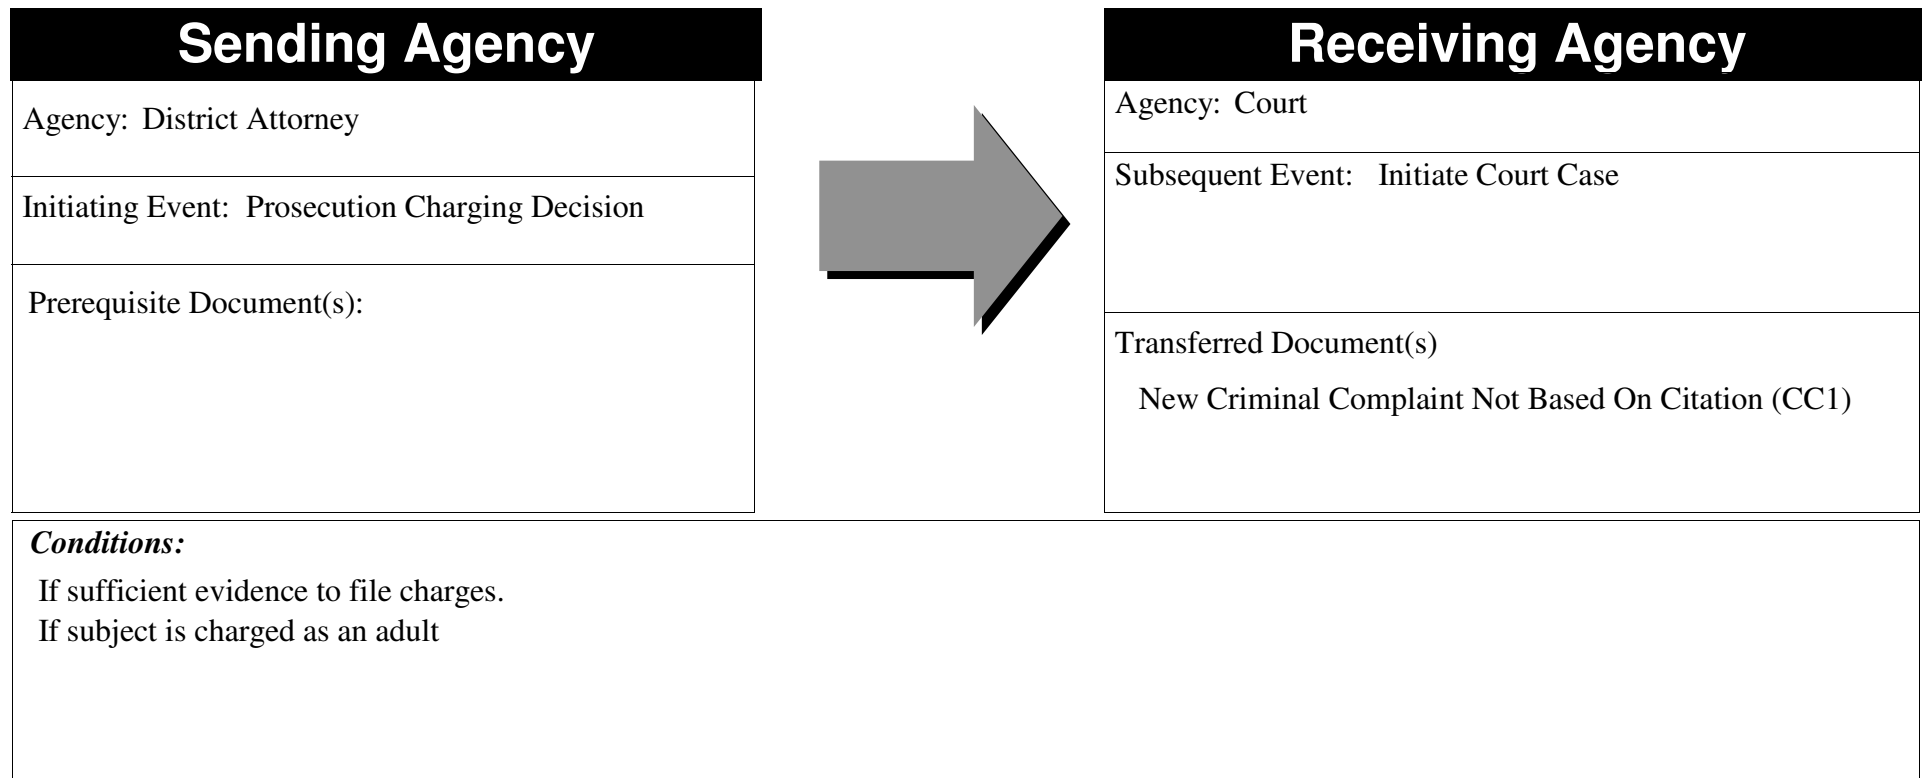 Sending Agency
Agency: District Attorney
Initiating Event: Prosecution Charging Decision
Prerequisite Document(s):
Receiving Agency
Agency: Court
Subsequent Event: Initiate Court Case
Transferred Document(s)
New Criminal Complaint Not Based On Citation (CC1)
Conditions:
If sufficient evidence to file charges.
If subject is charged as an adult